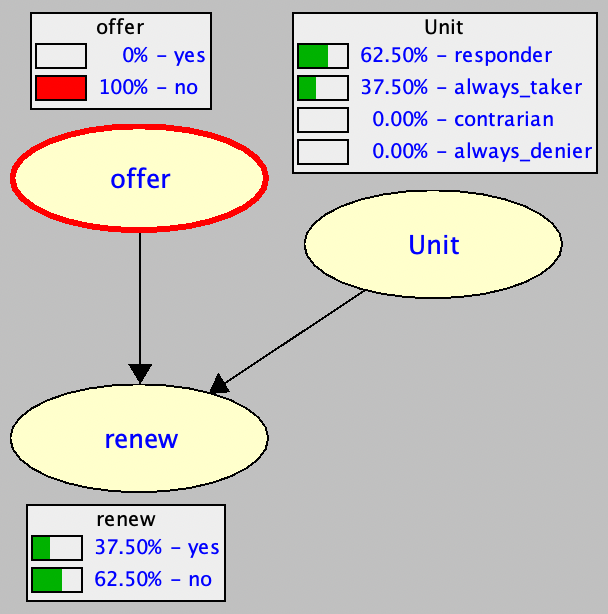 offer
0% – yes
100% – no
Unit
62.50% – responder
37.50% – always_taker
0.00% – contrarian
0.00% – always_denier
offer
Unit
renew
renew
37.50% – yes
62.50% – no